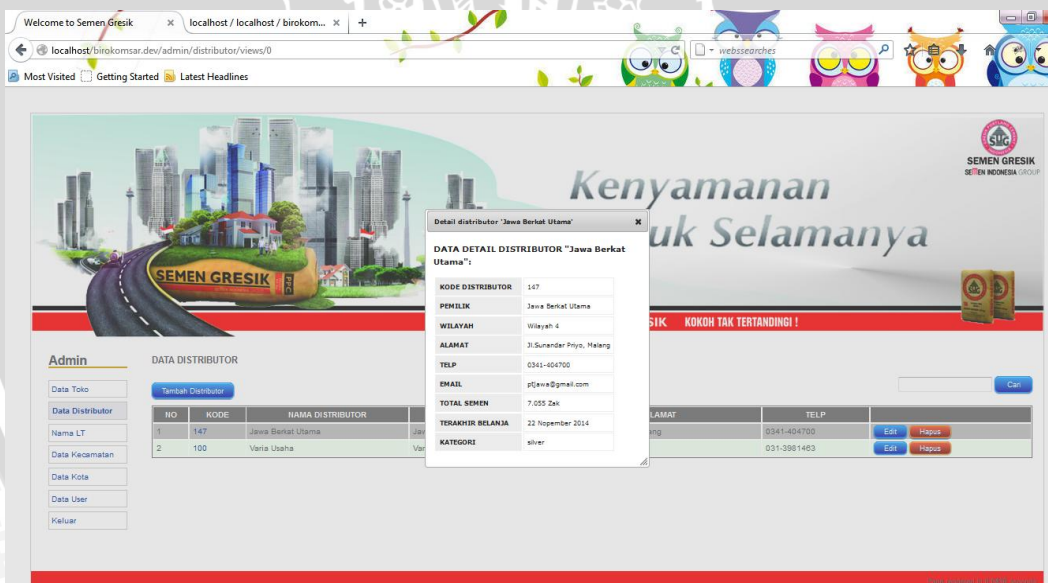 Welcome to Semen Gresik
localhost / localhost / birokom...
localhost/birokomsar.dev/admin/distributor/views/0
webssearches
Most Visited Getting Started Latest Headlines
SEMEN GRESIK
SEMEN INDONESIA GROUP
Kenyamanan
uk Selamanya
SEMEN GRESIK PPC
SIK KOKOH TAK TERTANDINGI !
Detail distributor 'Jawa Berkat Utama'
DATA DETAIL DISTRIBUTOR "Jawa Berkat
Utama":
KODE DISTRIBUTOR 147
PEMILIK Jawa Berkat Utama
WILAYAH Wilayah 4
ALAMAT Jl.Sunandar Priyo, Malang
TELP 0341-404700
EMAIL ptjawa@gmail.com
TOTAL SEMEN 7.055 Zak
TERAKHIR BELANJA 22 Nopember 2014
KATEGORI silver
Admin
Data Toko
Data Distributor
Nama LT
Data Kecamatan
Data Kota
Data User
Keluar
DATA DISTRIBUTOR
Tambah Distributor
Cari
NO KODE NAMA DISTRIBUTOR LAMAT TELP
1 147 Jawa Berkat Utama Jav ng 0341-404700 Edit Hapus
2 100 Varia Usaha Var 031-3981463 Edit Hapus